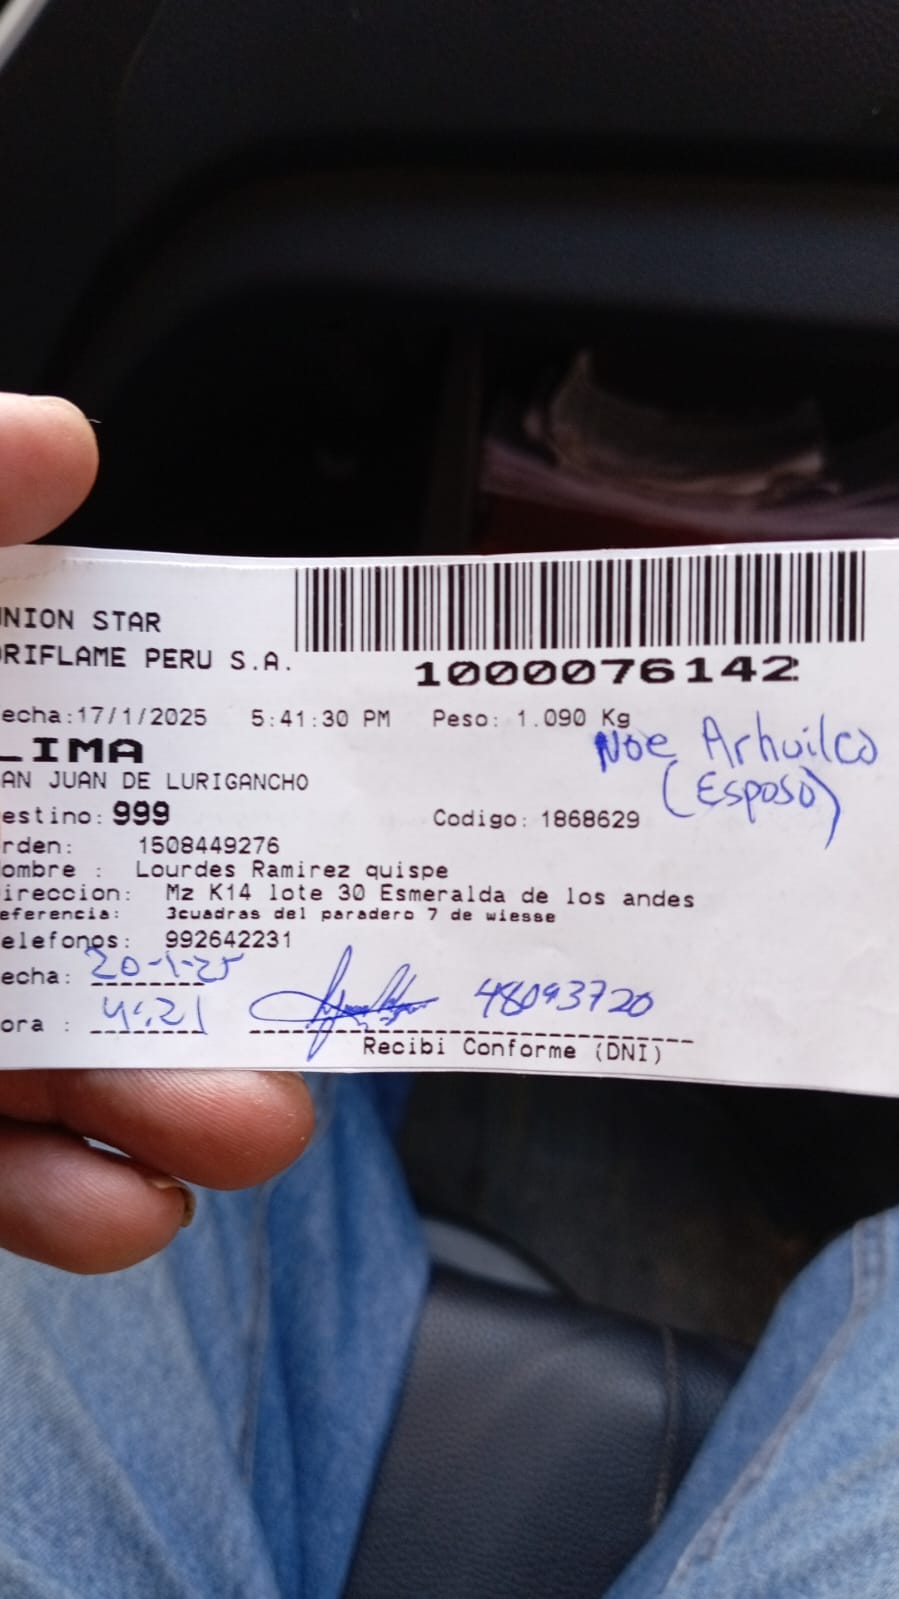 NION STAR
RIFLAME PERU S.A.
1000076142
echa:17/1/2025 5:41:30 PM Peso: 1.090 Kg
Noe Arhuilco
(Esposo)
LIMA
AN JUAN DE LURIGANCHO
estino: 999 Codigo: 1868629
rden: 1508449276
ombre : Lourdes Ramirez quispe
ireccion: Mz K14 lote 30 Esmeralda de los andes
eferencia: 3cuadras del paradero 7 de wiesse
elefonos: 992642231
echa: 20-1-25
ora : 4:21 48093720
Recibi Conforme (DNI)